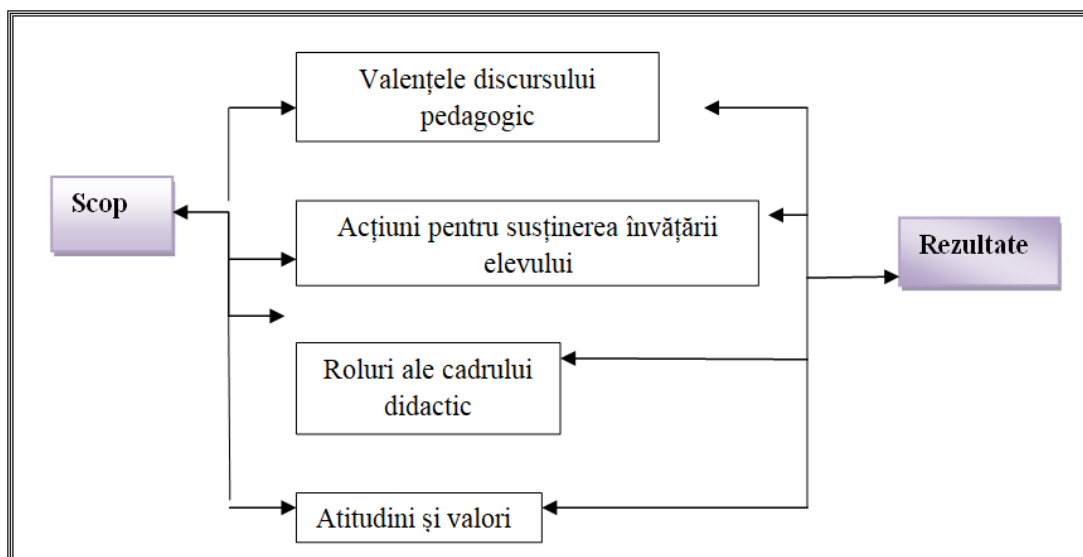 Valențele discursului
pedagogic
Scop
Acțiuni pentru susținerea învățării
elevului
Rezultate
Roluri ale cadrului
didactic
Atitudini și valori